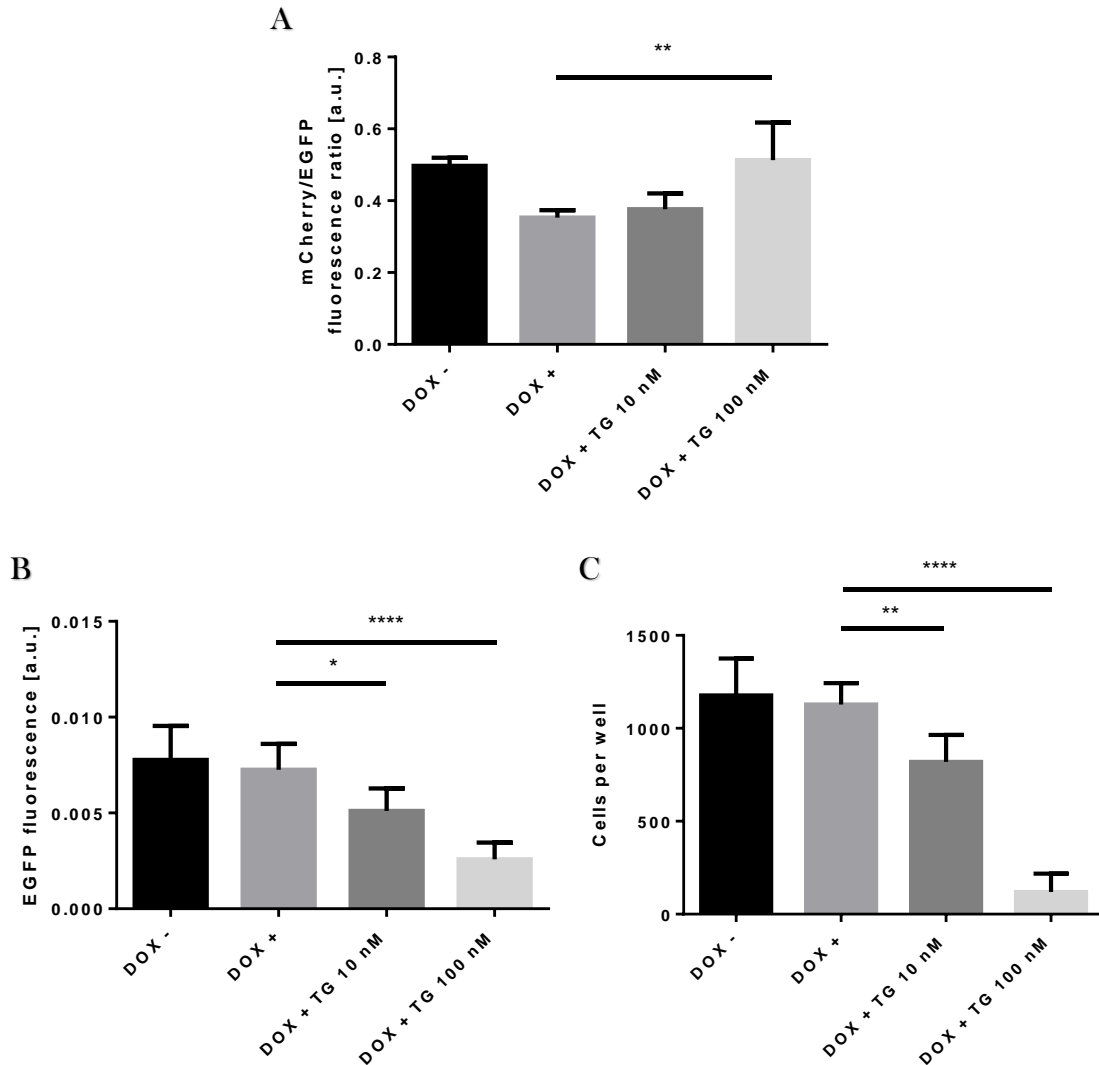 A
**
mCherry/EGFP
fluorescence ratio [a.u.]
0.8
0.6
0.4
0.2
0.0
DOX -
DOX +
DOX + TG 10 nM
DOX + TG 100 nM
B
****
*
EGFP fluorescence [a.u.]
0.015
0.010
0.005
0.000
DOX -
DOX +
DOX + TG 10 nM
DOX + TG 100 nM
C
****
**
Cells per well
1500
1000
500
0
DOX -
DOX +
DOX + TG 10 nM
DOX + TG 100 nM